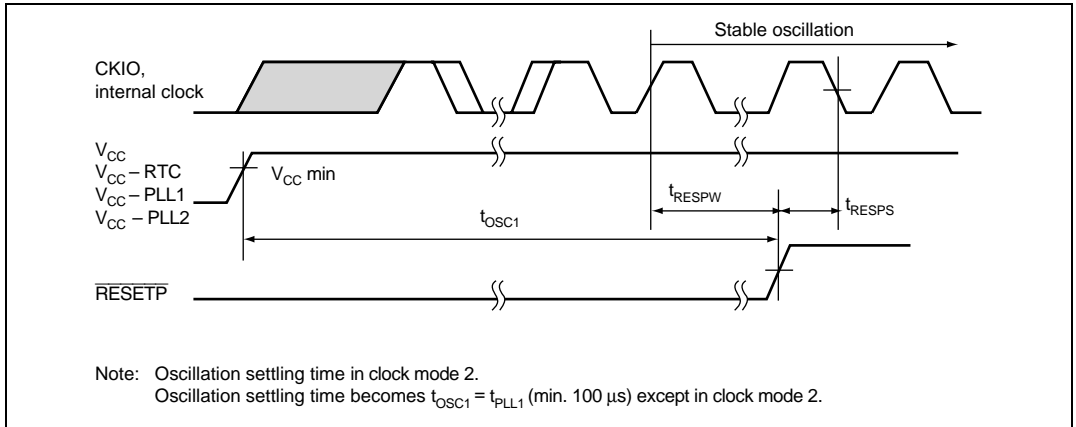 Stable oscillation
CKIO,
internal clock
VCC
VCC – RTC
VCC – PLL1
VCC – PLL2
VCC min
tRESPW
tRESPS
tOSC1
RESETP
Note: Oscillation settling time in clock mode 2.
Oscillation settling time becomes tOSC1 = tPLL1 (min. 100 μs) except in clock mode 2.